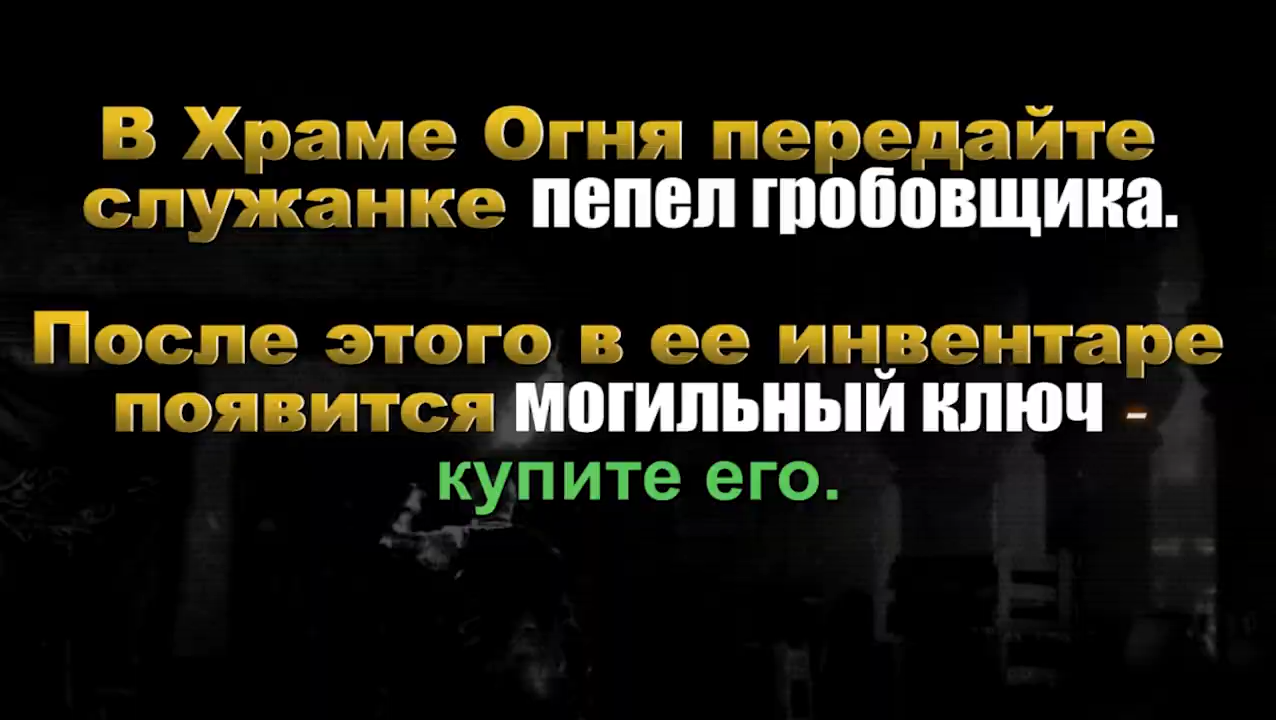 В Храме Огня передайте
служанке пепел гробовщика.
После этого в ее инвентаре
появится могильный ключ -
купите его.